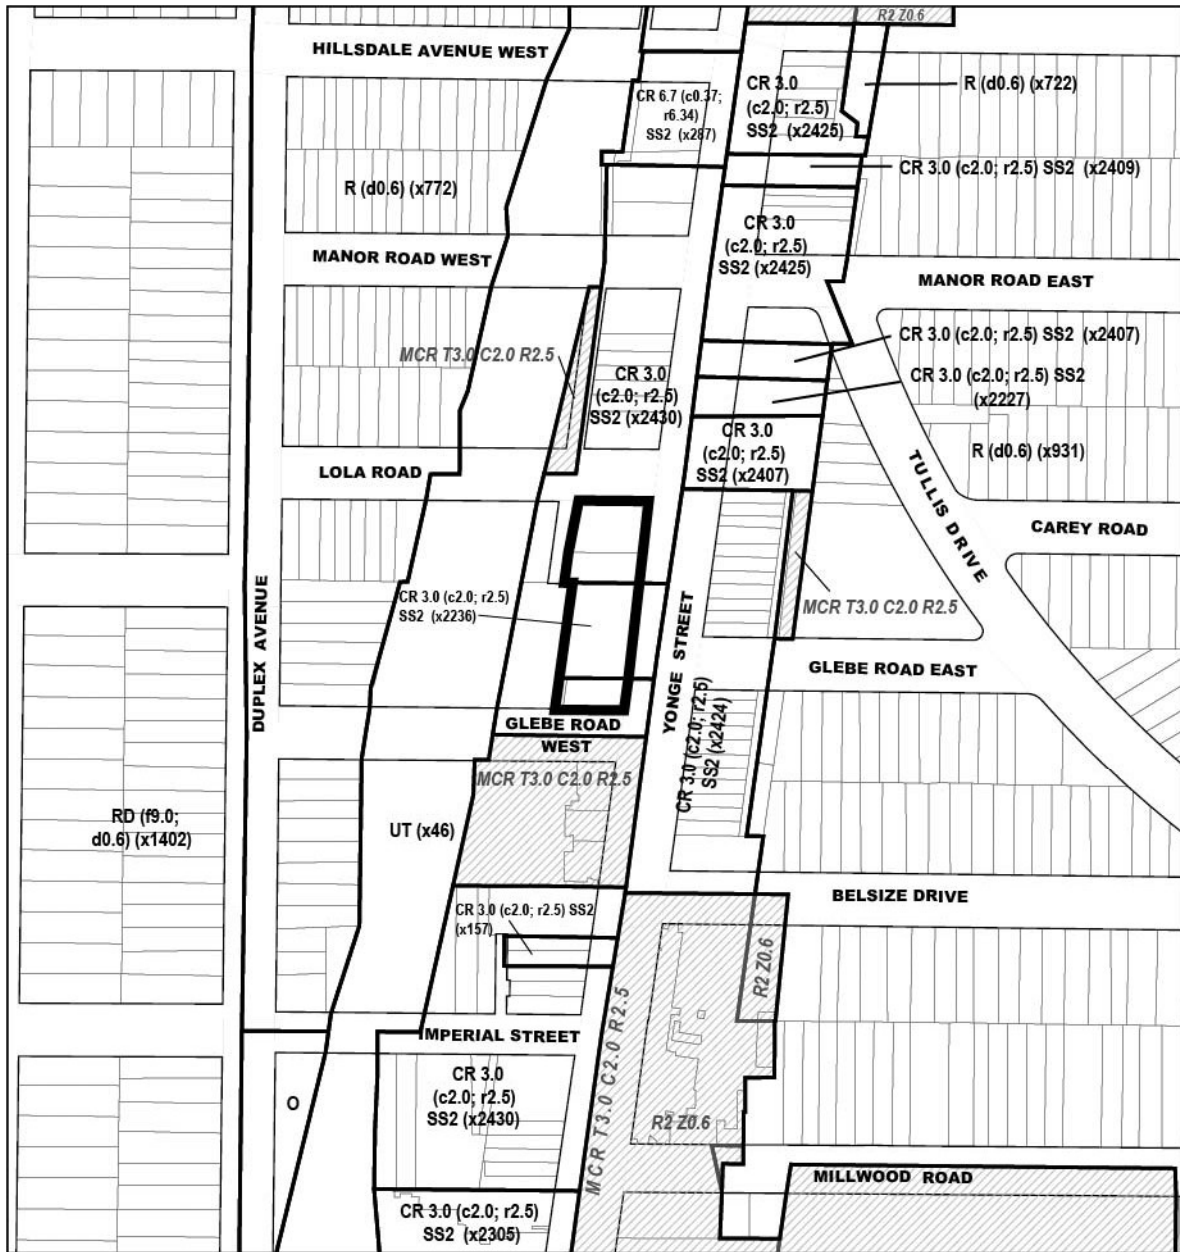 R2 Z0.6
HILLSDALE AVENUE WEST
CR 6.7 (c0.37;
r6.34)
SS2 (x287)
CR 3.0
(c2.0; r2.5)
SS2 (x2425)
R (d0.6) (x722)
CR 3.0 (c2.0; r2.5) SS2 (x2409)
R (d0.6) (x772)
CR 3.0
(c2.0; r2.5)
SS2 (x2425)
MANOR ROAD WEST
MANOR ROAD EAST
CR 3.0 (c2.0; r2.5) SS2 (x2407)
MCR T3.0 C2.0 R2.5
CR 3.0
(c2.0; r2.5)
SS2 (x2430)
CR 3.0 (c2.0; r2.5) SS2
(x2227)
CR 3.0
(c2.0; r2.5)
SS2 (x2407)
R (d0.6) (x931)
LOLA ROAD
TULLIS DRIVE
CAREY ROAD
DUPLEX AVENUE
CR 3.0 (c2.0; r2.5)
SS2 (x2236)
MCR T3.0 C2.0 R2.5
YONGE STREET
GLEBE ROAD EAST
CR 3.0 (c2.0; r2.5)
SS2 (x2424)
GLEBE ROAD
WEST
MCR T3.0 C2.0 R2.5
RD (f9.0;
d0.6) (x1402)
UT (x46)
BELSIZE DRIVE
CR 3.0 (c2.0; r2.5) SS2
(x157)
R2 Z0.6
MCR T3.0 C2.0 R2.5
IMPERIAL STREET
CR 3.0
(c2.0; r2.5)
SS2 (x2430)
O
R2 Z0.6
MILLWOOD ROAD
CR 3.0 (c2.0; r2.5)
SS2 (x2305)